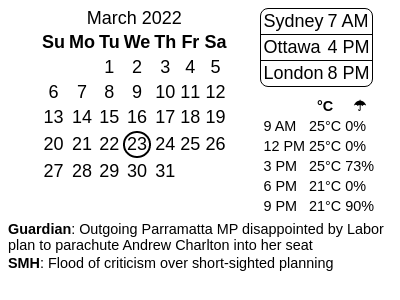 March 2022
Su Mo Tu We Th Fr Sa
1 2 3 4 5
6 7 8 9 10 11 12
13 14 15 16 17 18 19
20 21 22 23 24 25 26
27 28 29 30 31
Sydney 7 AM
Ottawa 4 PM
London 8 PM
°C ☂
9 AM 25°C 0%
12 PM 25°C 0%
3 PM 25°C 73%
6 PM 21°C 0%
9 PM 21°C 90%
Guardian: Outgoing Parramatta MP disappointed by Labor
plan to parachute Andrew Charlton into her seat
SMH: Flood of criticism over short-sighted planning